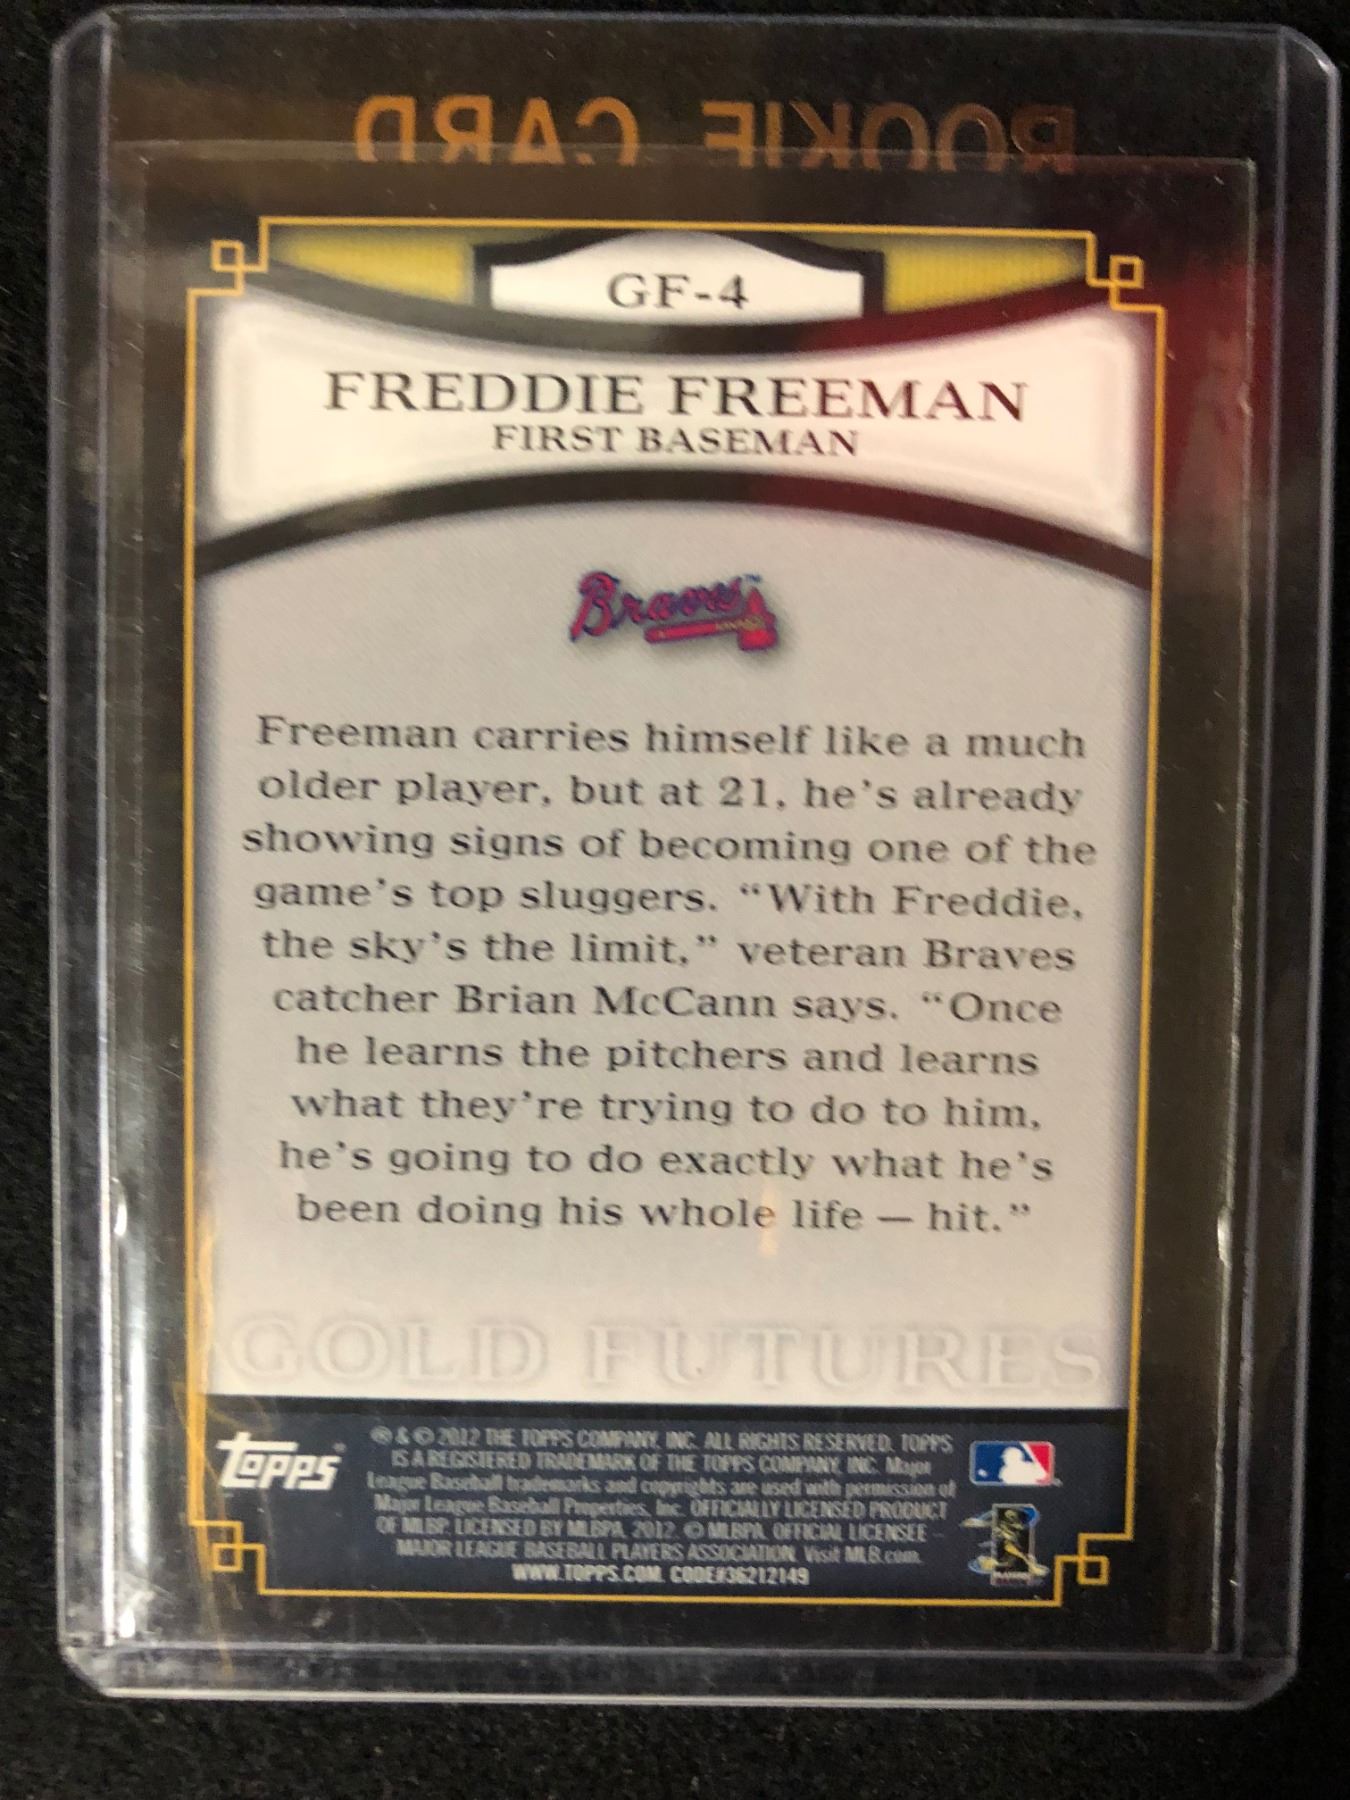 ROOKIE CARD
GF-4
FREDDIE FREEMAN
FIRST BASEMAN
Braves™
Freeman carries himself like a much
older player, but at 21, he's already
showing signs of becoming one of the
game's top sluggers. “With Freddie,
the sky's the limit,” veteran Braves
catcher Brian McCann says. “Once
he learns the pitchers and learns
what they're trying to do to him,
he's going to do exactly what he's
been doing his whole life — hit.”
GOLD FUTURES
topps®
® & © 2012 THE TOPPS COMPANY, INC. ALL RIGHTS RESERVED. TOPPS
IS A REGISTERED TRADEMARK OF THE TOPPS COMPANY, INC. Major
League Baseball trademarks and copyrights are used with permission of
Major League Baseball Properties, Inc. OFFICIALLY LICENSED PRODUCT
OF MLBP. LICENSED BY MLBPA, 2012. © MLBPA. OFFICIAL LICENSEE –
MAJOR LEAGUE BASEBALL PLAYERS ASSOCIATION. Visit MLB.com.
WWW.TOPPS.COM. CODE#36212149